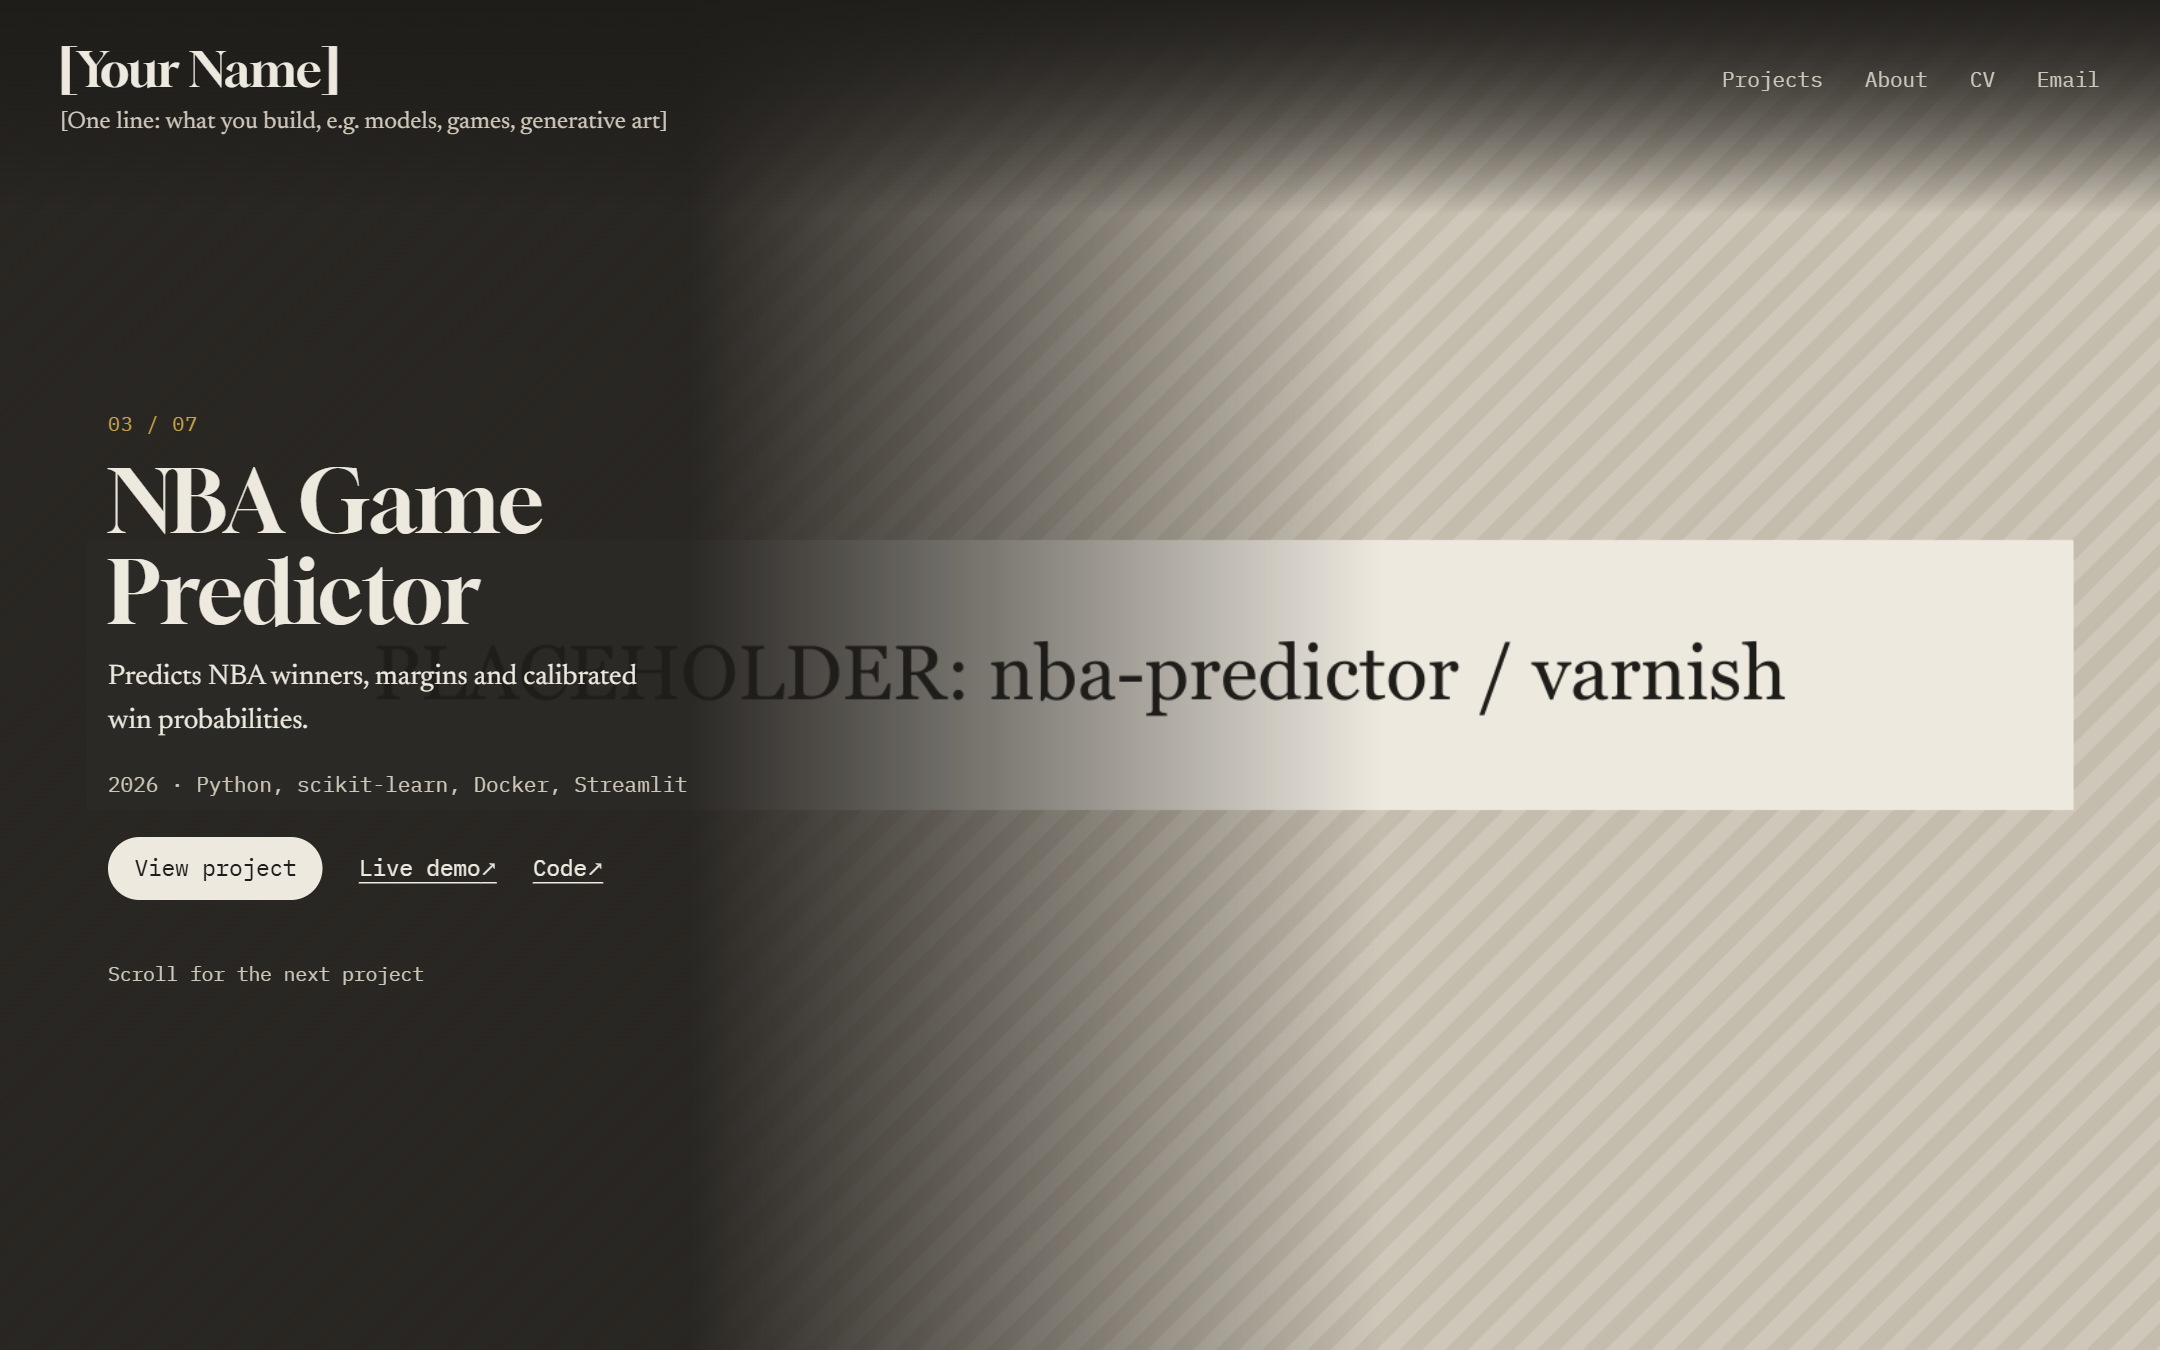 [Your Name]
[One line: what you build, e.g. models, games, generative art]
Projects About CV Email
03 / 07
NBA Game
Predictor
PLACEHOLDER: nba-predictor / varnish
Predicts NBA winners, margins and calibrated
win probabilities.
2026 · Python, scikit-learn, Docker, Streamlit
View project Live demo↗ Code↗
Scroll for the next project